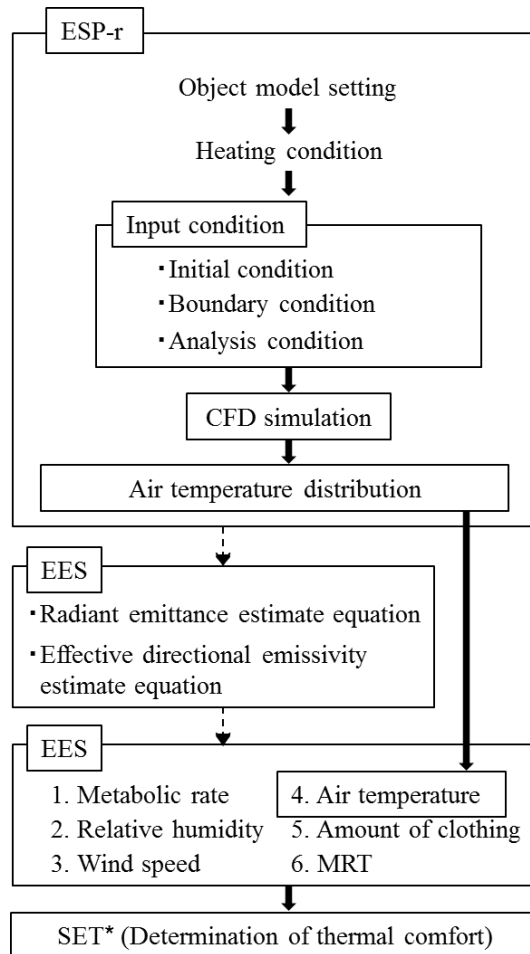 ESP-r
Object model setting
Heating condition
Input condition
・Initial condition
・Boundary condition
・Analysis condition
CFD simulation
Air temperature distribution
EES
・Radiant emittance estimate equation
・Effective directional emissivity
estimate equation
EES
1. Metabolic rate
2. Relative humidity
3. Wind speed
4. Air temperature
5. Amount of clothing
6. MRT
SET* (Determination of thermal comfort)